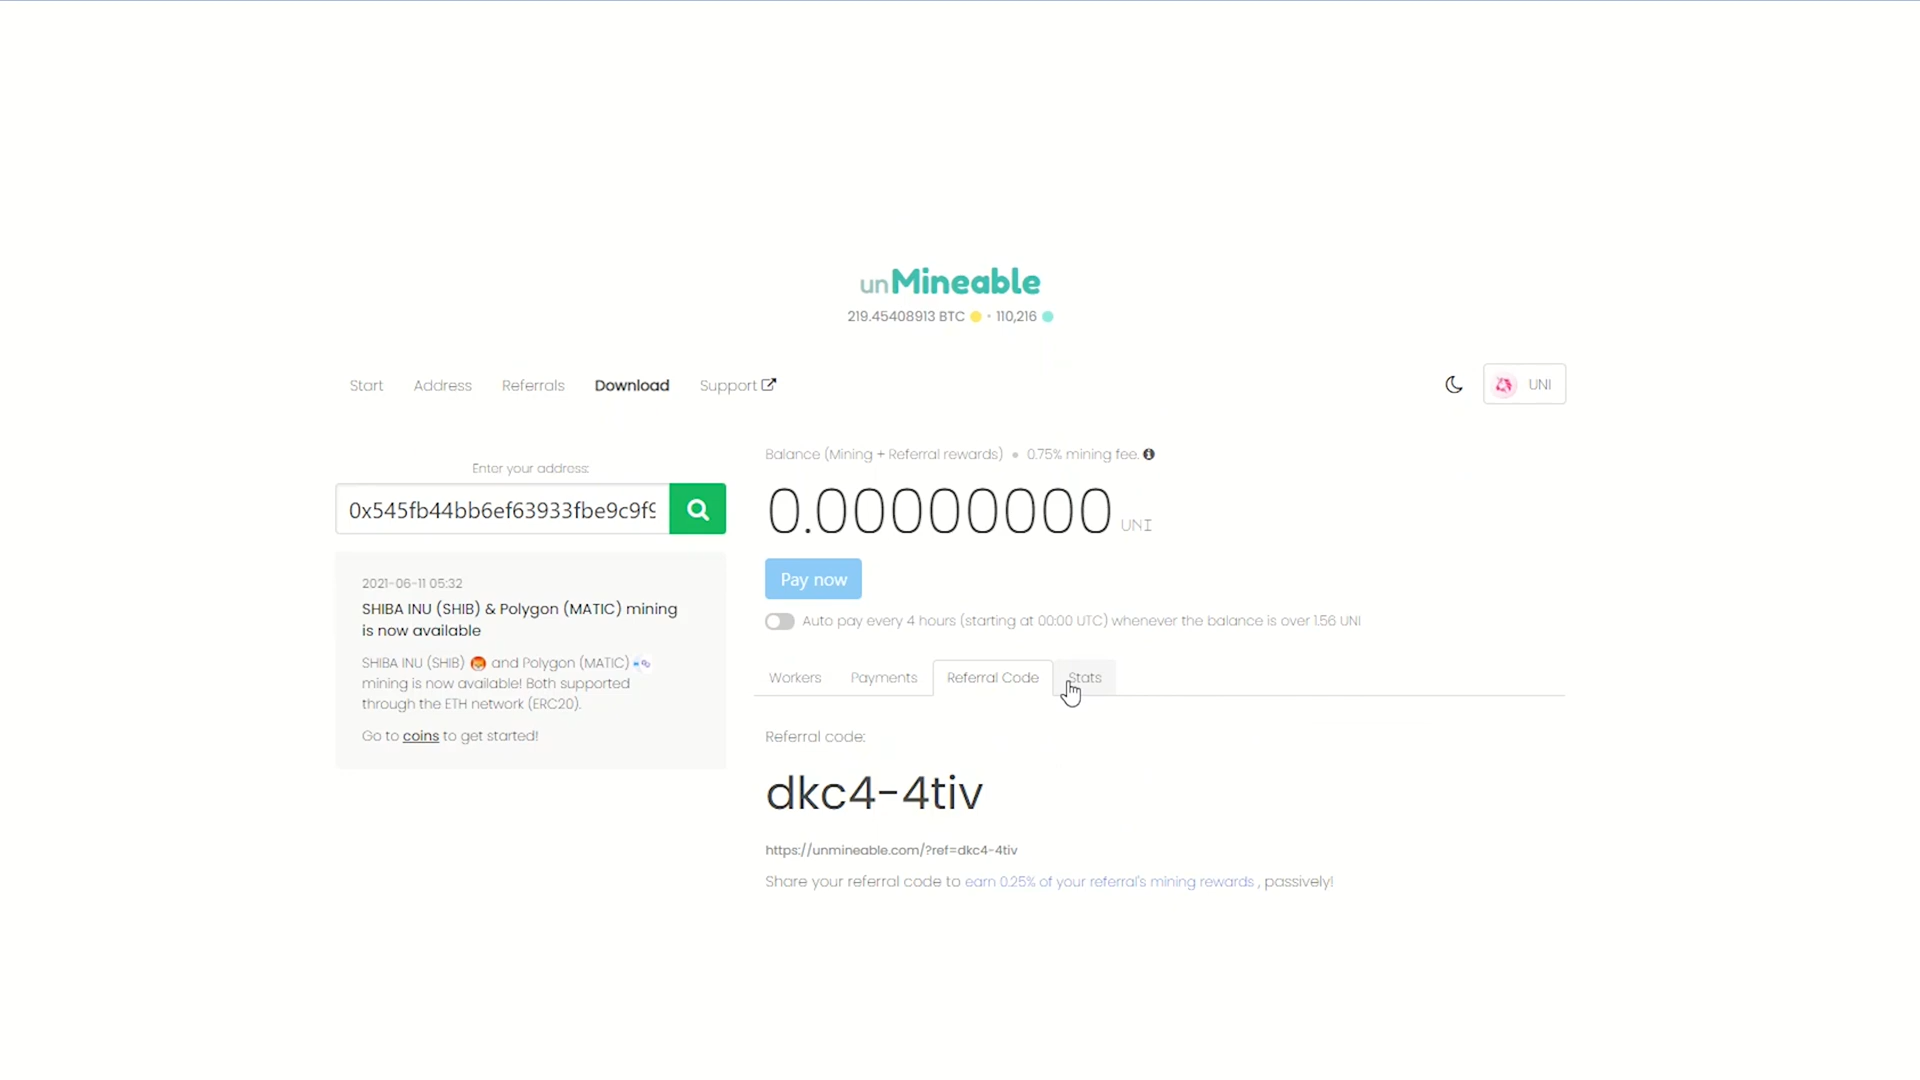 unMineable
219.45408913 BTC • 110,216
Start Address Referrals Download Support
UNI
Enter your address:
0x545fb44bb6ef63933fbe9c9f9
2021-06-11 05:32
SHIBA INU (SHIB) & Polygon (MATIC) mining
is now available
SHIBA INU (SHIB) and Polygon (MATIC)
mining is now available! Both supported
through the ETH network (ERC20).
Go to coins to get started!
Balance (Mining + Referral rewards) • 0.75% mining fee.
0.00000000 UNI
Pay now
Auto pay every 4 hours (starting at 00:00 UTC) whenever the balance is over 1.56 UNI
Workers Payments Referral Code Stats
Referral code:
dkc4-4tiv
https://unmineable.com/?ref=dkc4-4tiv
Share your referral code to earn 0.25% of your referral's mining rewards , passively!